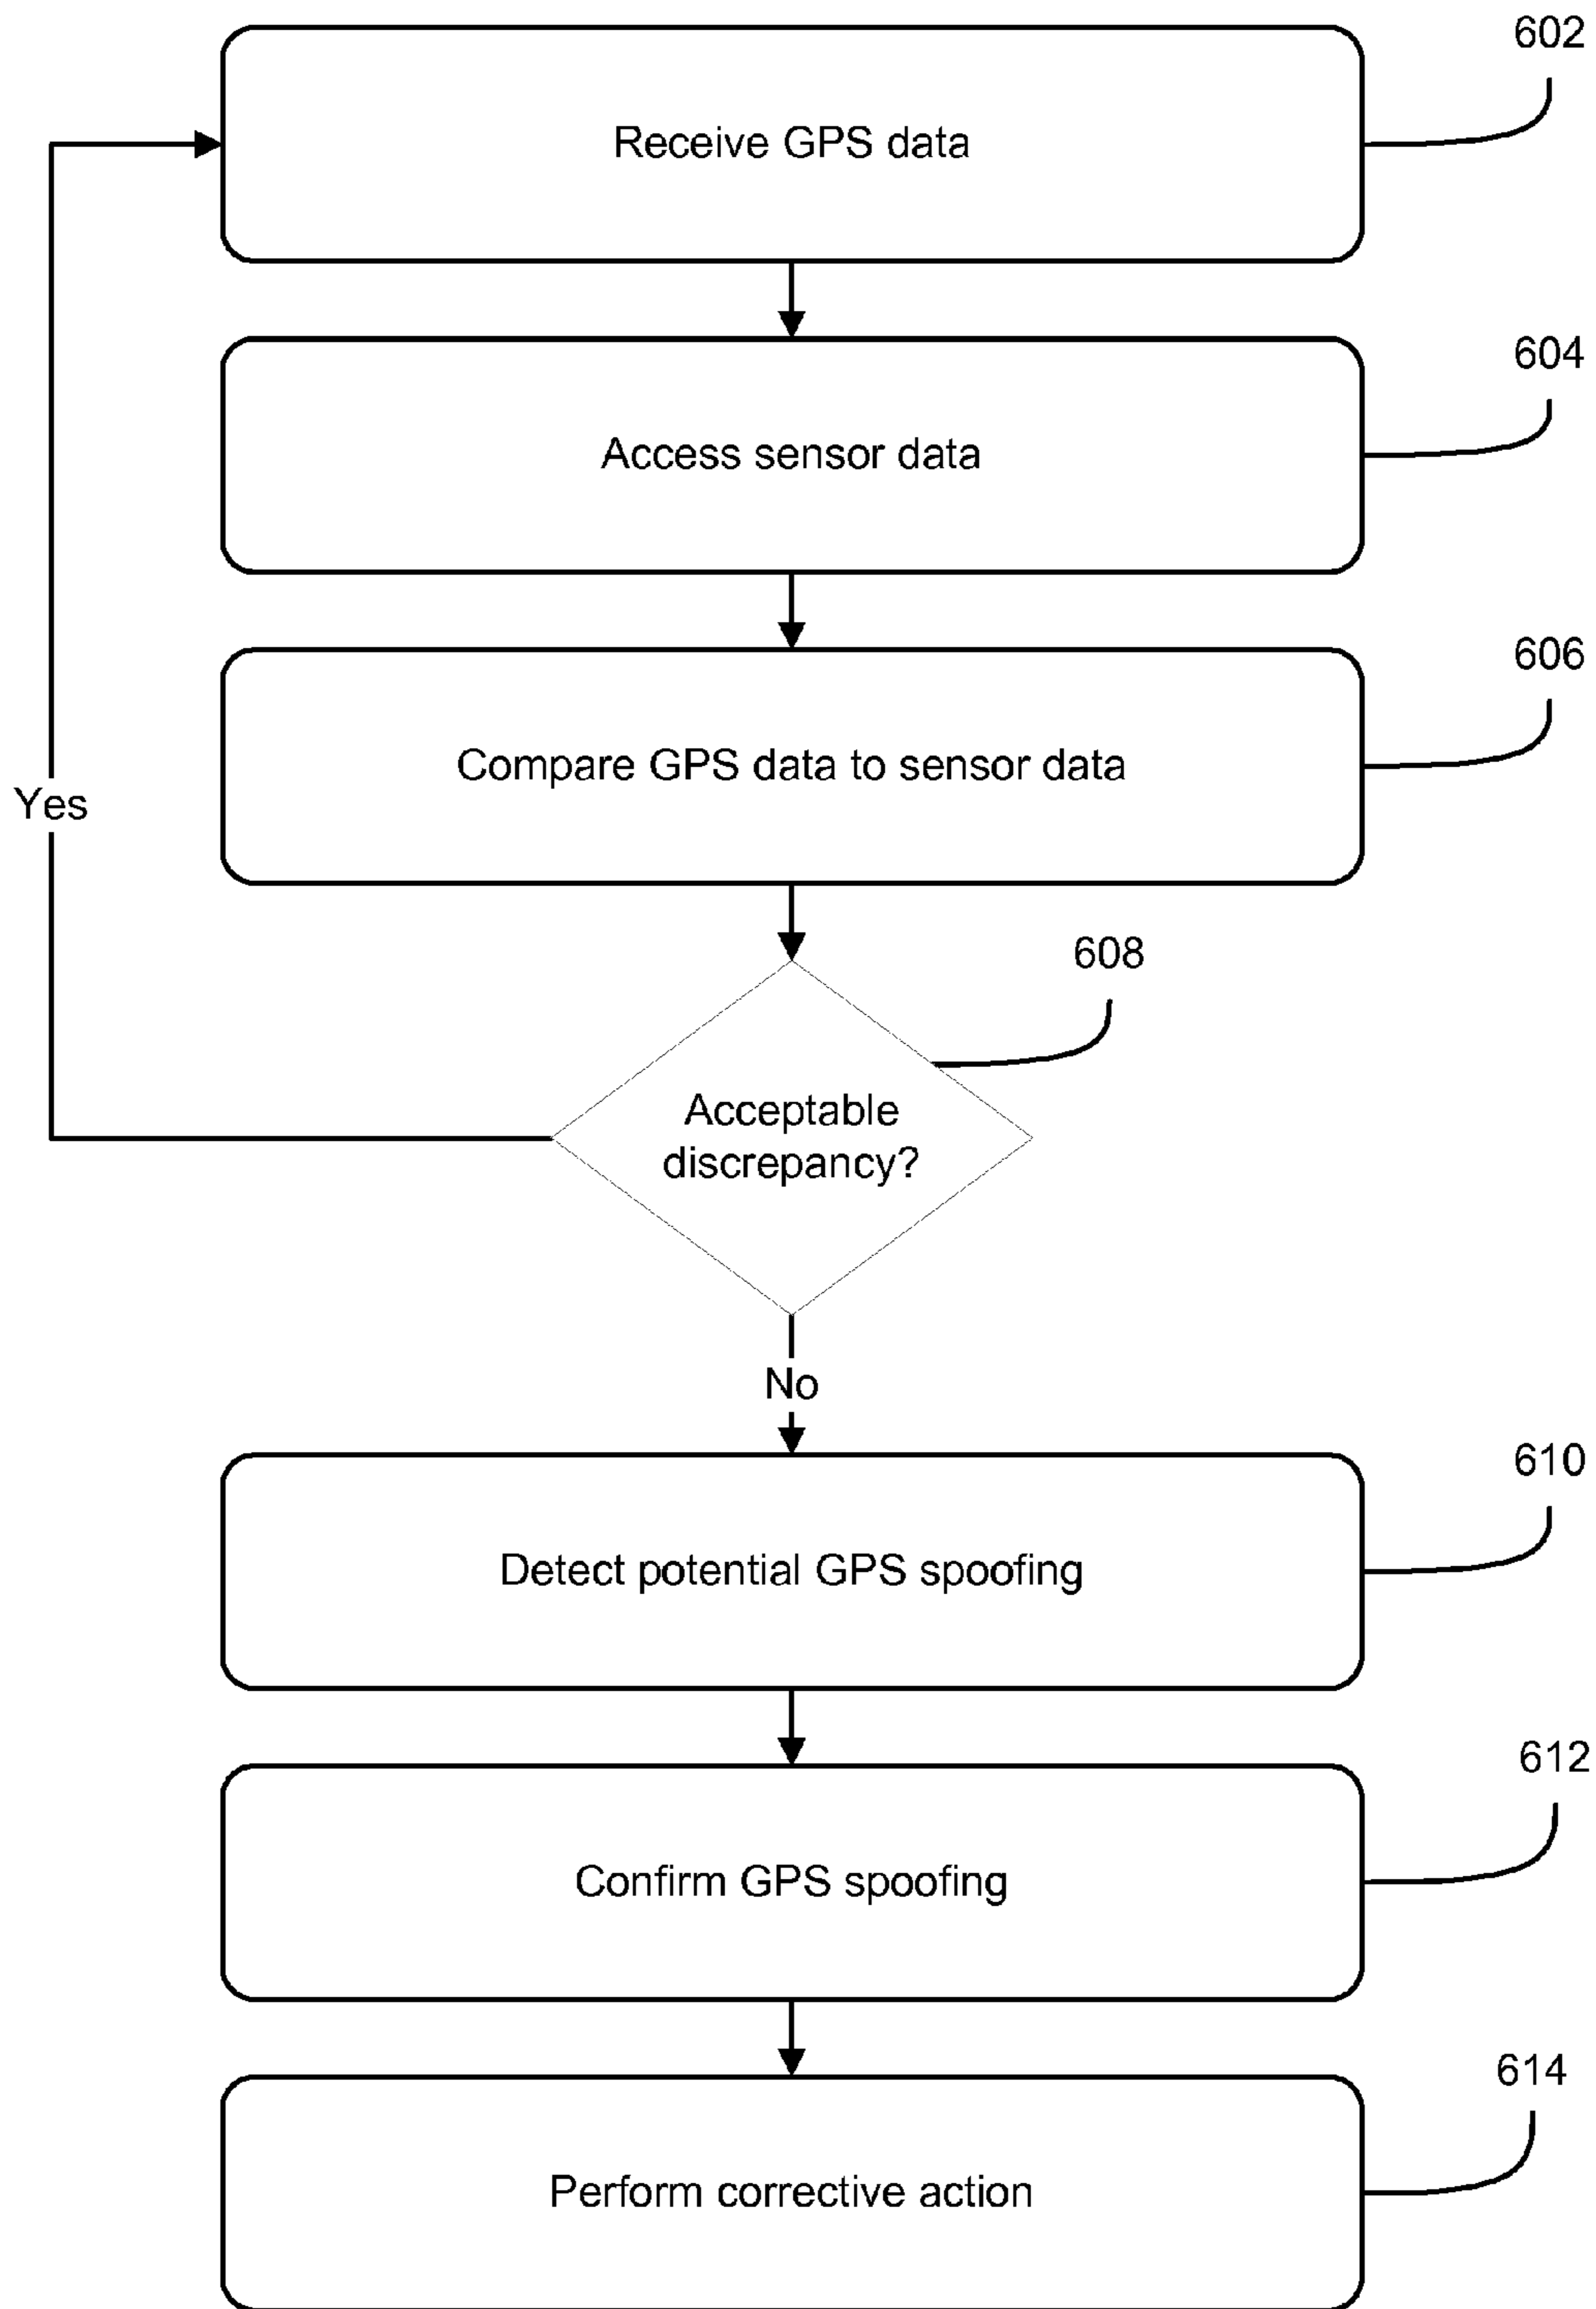 602
Receive GPS data
604
Access sensor data
606
Compare GPS data to sensor data
Yes
608
Acceptable
discrepancy?
No
610
Detect potential GPS spoofing
612
Confirm GPS spoofing
614
Perform corrective action